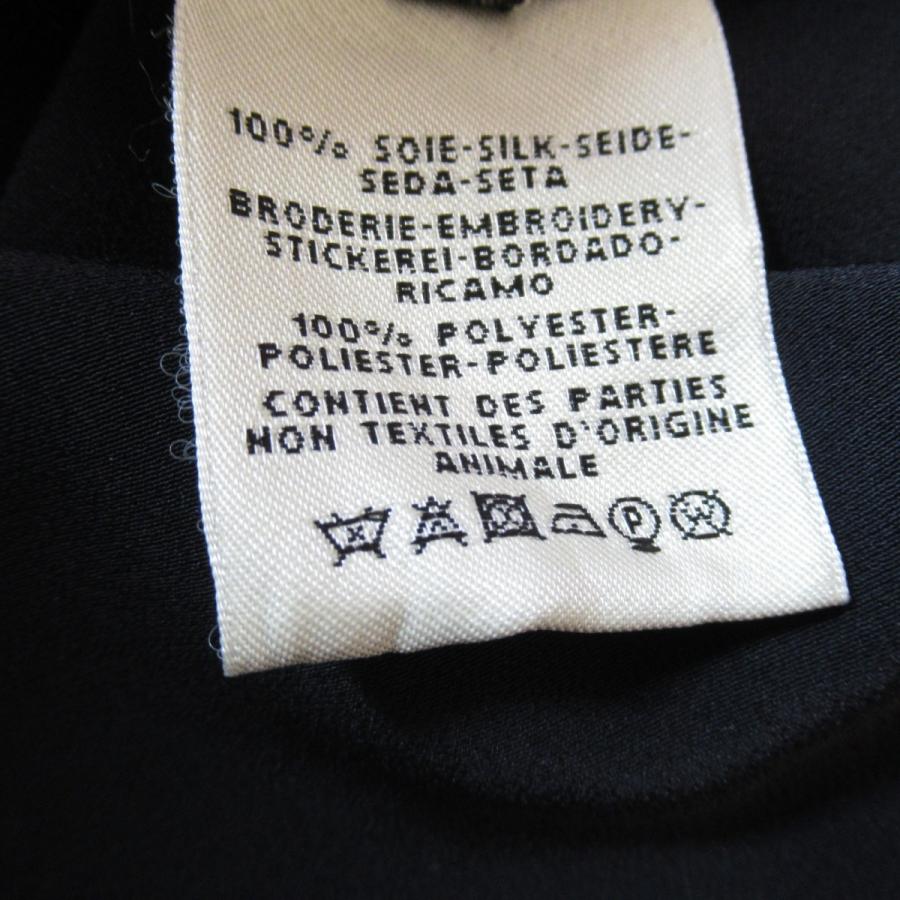 100% SOIE-SILK-SEIDE-
SEDA-SETA
BRODERIE-EMBROIDERY-
STICKEREI-BORDADO-
RICAMO
100% POLYESTER-
POLIESTER-POLIESTERE
CONTIENT DES PARTIES
NON TEXTILES D'ORIGINE
ANIMALE
P W